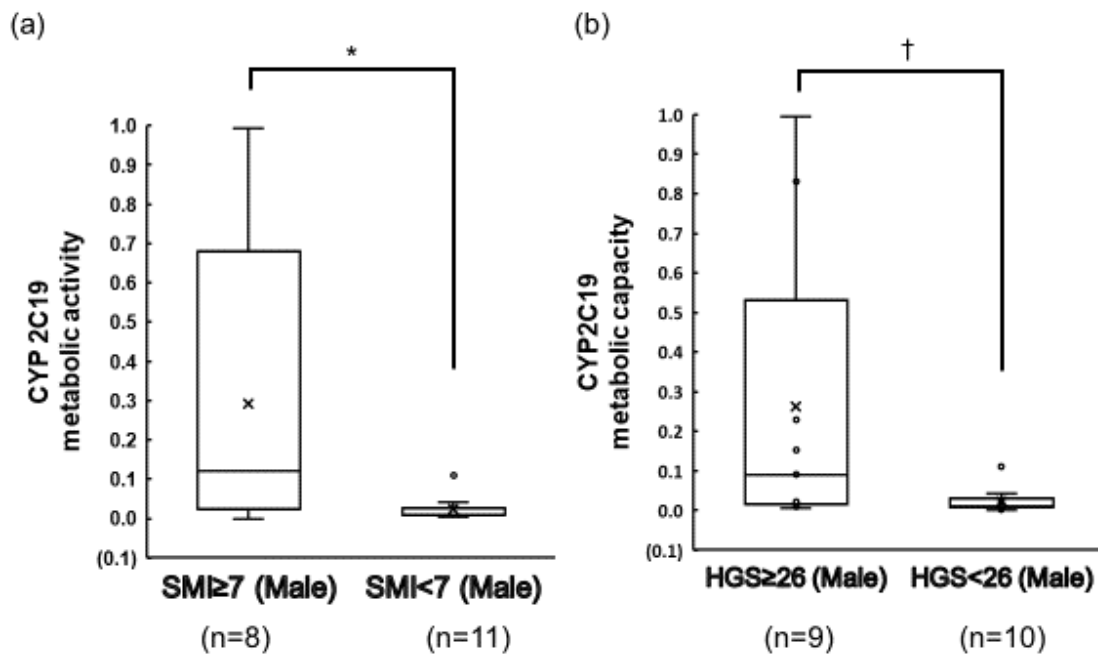 (a)
*
CYP 2C19
metabolic activity
1.0
0.9
0.8
0.7
0.6
0.5
0.4
0.3
0.2
0.1
0.0
(0.1)
SMI≥7 (Male)
SMI<7 (Male)
(n=8)
(n=11)
(b)
†
CYP2C19
metabolic capacity
1.0
0.9
0.8
0.7
0.6
0.5
0.4
0.3
0.2
0.1
0.0
(0.1)
HGS≥26 (Male)
HGS<26 (Male)
(n=9)
(n=10)